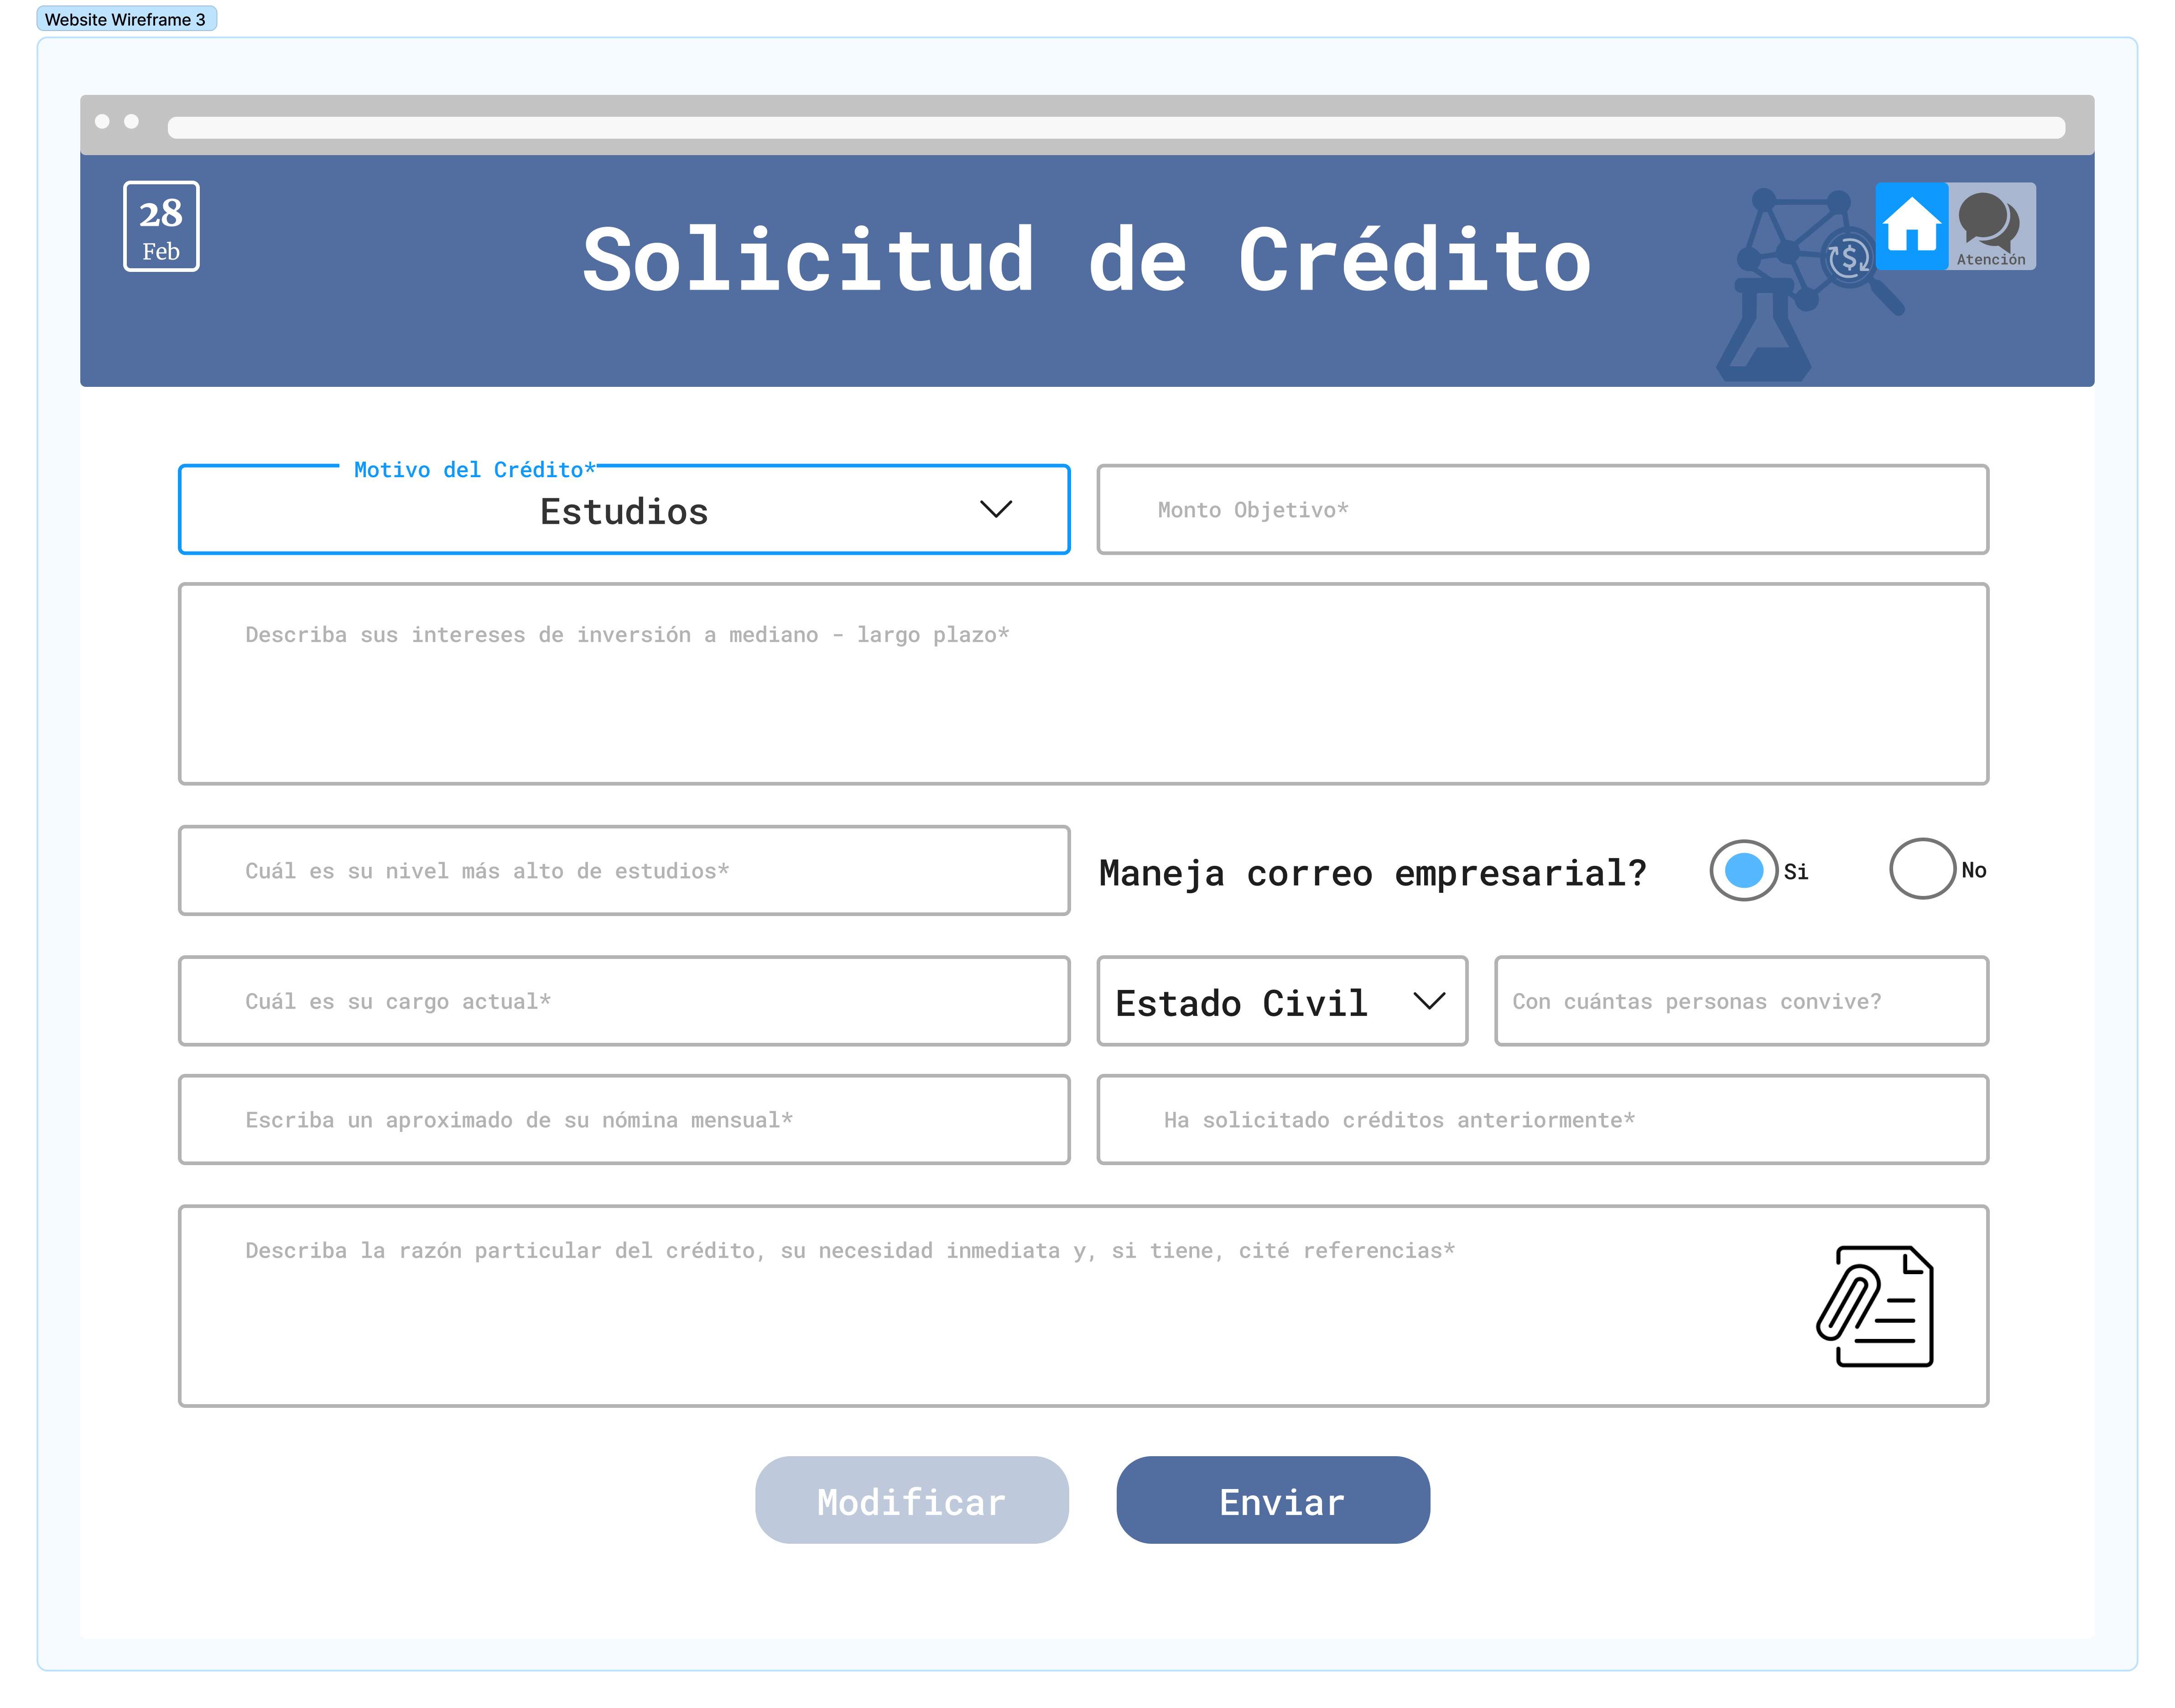 Website Wireframe 3
28
Feb
Solicitud de Crédito
$
Atención
Motivo del Crédito*
Estudios
Monto Objetivo*
Describa sus intereses de inversión a mediano - largo plazo*
Cuál es su nivel más alto de estudios*
Maneja correo empresarial?
Si
No
Cuál es su cargo actual*
Estado Civil
Con cuántas personas convive?
Escriba un aproximado de su nómina mensual*
Ha solicitado créditos anteriormente*
Describa la razón particular del crédito, su necesidad inmediata y, si tiene, cité referencias*
Modificar
Enviar